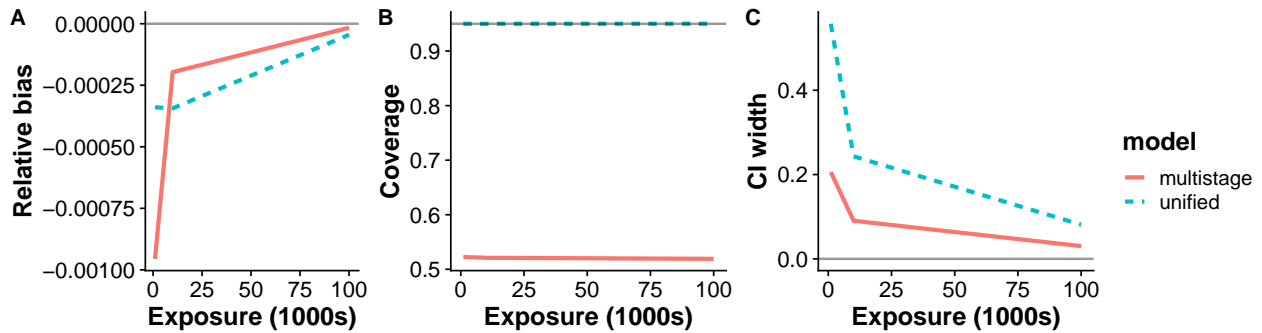 A
Relative bias
0.00000
−0.00025
−0.00050
−0.00075
−0.00100
0
25
50
75
100
Exposure (1000s)
B
Coverage
0.9
0.8
0.7
0.6
0.5
0
25
50
75
100
Exposure (1000s)
C
CI width
0.4
0.2
0.0
0
25
50
75
100
Exposure (1000s)
model
multistage
unified